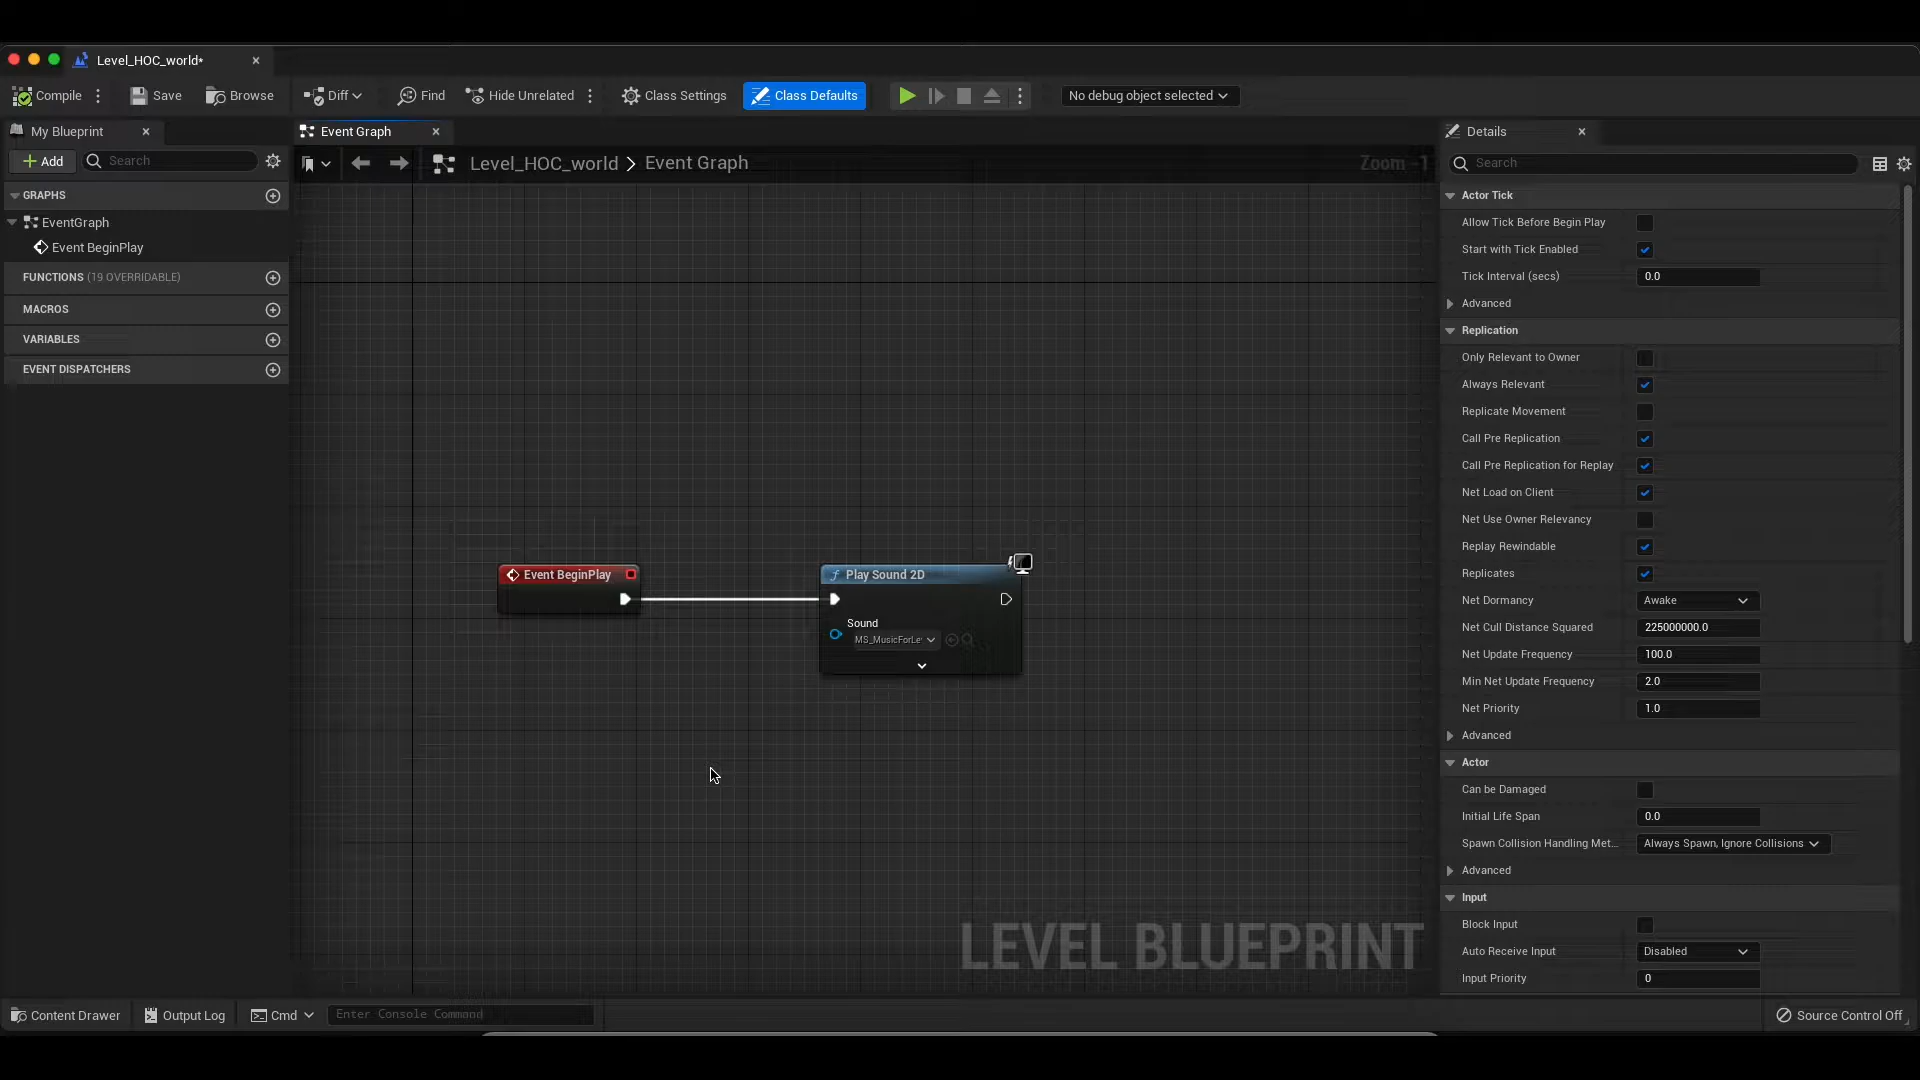 Level_HOC_world*
Compile
Save
Browse
Diff
Find
Hide Unrelated
Class Settings
Class Defaults
No debug object selected
My Blueprint
Event Graph
Details
Add
Search
Level_HOC_world > Event Graph
Zoom -1
Search
GRAPHS
EventGraph
Event BeginPlay
FUNCTIONS (19 OVERRIDABLE)
MACROS
VARIABLES
EVENT DISPATCHERS
Event BeginPlay
Play Sound 2D
Sound
MS_MusicForLe
LEVEL BLUEPRINT
Actor Tick
Allow Tick Before Begin Play
Start with Tick Enabled
Tick Interval (secs) 0.0
Advanced
Replication
Only Relevant to Owner
Always Relevant
Replicate Movement
Call Pre Replication
Call Pre Replication for Replay
Net Load on Client
Net Use Owner Relevancy
Replay Rewindable
Replicates
Net Dormancy Awake
Net Cull Distance Squared 225000000.0
Net Update Frequency 100.0
Min Net Update Frequency 2.0
Net Priority 1.0
Advanced
Actor
Can be Damaged
Initial Life Span 0.0
Spawn Collision Handling Met... Always Spawn, Ignore Collisions
Advanced
Input
Block Input
Auto Receive Input Disabled
Input Priority 0
Content Drawer
Output Log
Cmd
Enter Console Command
Source Control Off